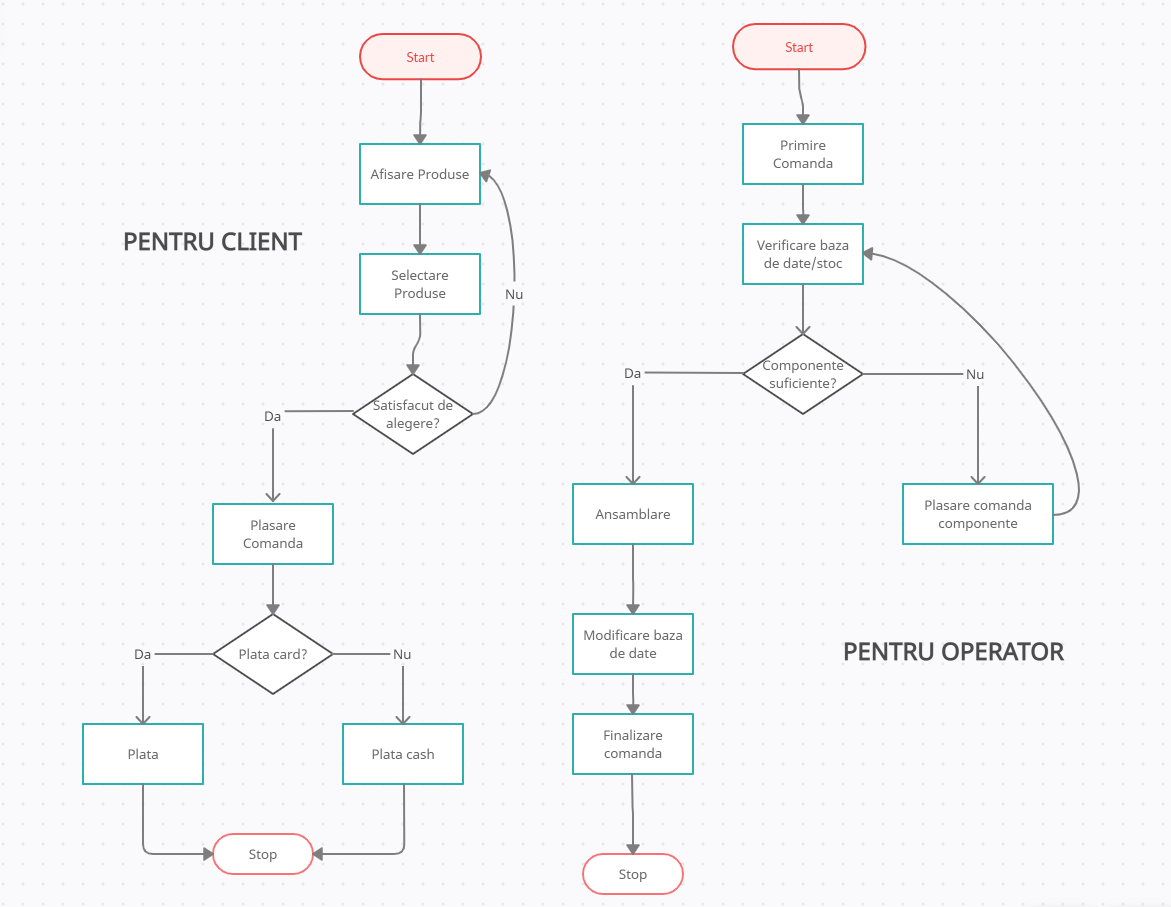 Start
Afisare Produse
PENTRU CLIENT
Selectare
Produse
Nu
Satisfacut de
alegere?
Da
Plasare
Comanda
Plata card?
Da
Nu
Plata
Plata cash
Stop
Start
Primire
Comanda
Verificare baza
de date/stoc
Componente
suficiente?
Da
Nu
Ansamblare
Plasare comanda
componente
Modificare baza
de date
PENTRU OPERATOR
Finalizare
comanda
Stop